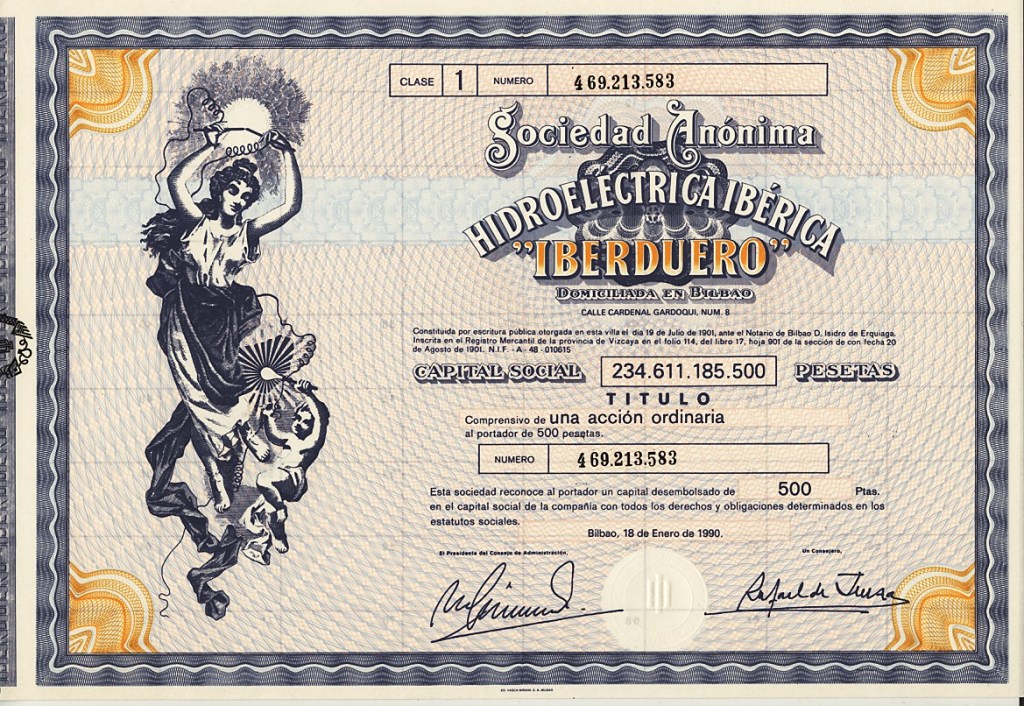 CLASE 1 NUMERO 469.213.583
Sociedad Anónima
HIDROELÉCTRICA IBÉRICA
"IBERDUERO"
DOMICILIADA EN BILBAO
CALLE CARDENAL GARDOQUI, NUM. 8
Constituida por escritura pública otorgada en esta villa el dia 19 de Julio de 1901, ante el Notario de Bilbao D. Isidro de Erquiaga.
Inscrita en el Registro Mercantil de la provincia de Vizcaya en el folio 114, del libro 17, hoja 901 de la sección de con fecha 20
de Agosto de 1901. N.I.F. - A - 48 - 010615
CAPITAL SOCIAL 234.611.185.500 PESETAS
TITULO
Comprensivo de una acción ordinaria
al portador de 500 pesetas.
NUMERO 469.213.583
Esta sociedad reconoce al portador un capital desembolsado de 500 Ptas.
en el capital social de la compañia con todos los derechos y obligaciones determinados en los
estatutos sociales.
Bilbao, 18 de Enero de 1990.
El Presidente del Consejo de Administración, Un Consejero,
Rafael de